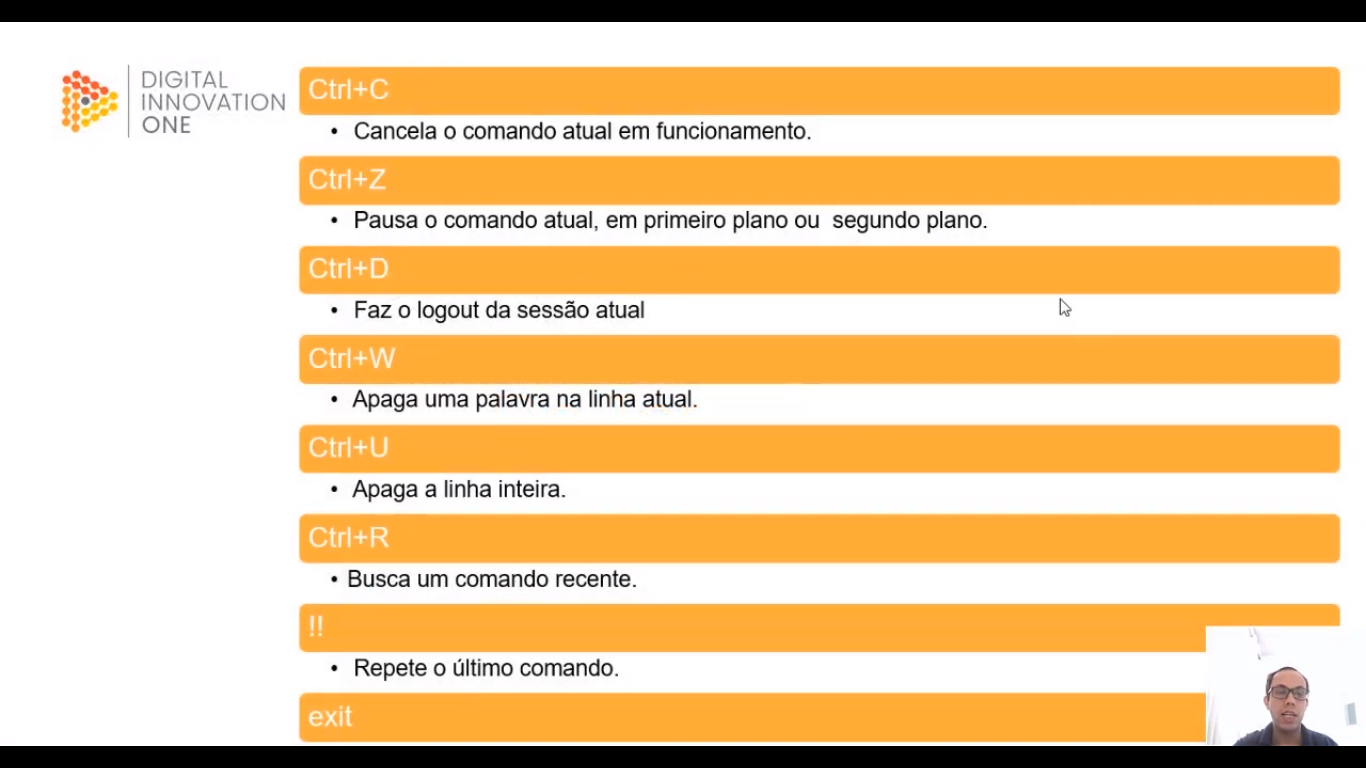 DIGITAL
INNOVATION
ONE
Ctrl+C
• Cancela o comando atual em funcionamento.
Ctrl+Z
• Pausa o comando atual, em primeiro plano ou segundo plano.
Ctrl+D
• Faz o logout da sessão atual
Ctrl+W
• Apaga uma palavra na linha atual.
Ctrl+U
• Apaga a linha inteira.
Ctrl+R
• Busca um comando recente.
!!
• Repete o último comando.
exit